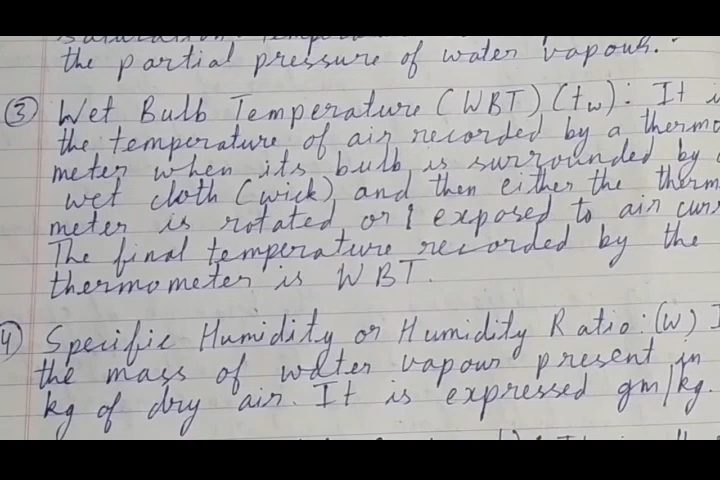 the partial pressure of water vapour.
③ Wet Bulb Temperature (WBT) (tw): It i
the temperature of air recorded by a thermo
meter when its bulb is surrounded by a
wet cloth (wick) and then either the therm
meter is rotated or exposed to air curr
The final temperature recorded by the
thermometer is WBT.
4) Specific Humidity or Humidity Ratio: (W) I
the mass of water vapour present in
kg of dry air. It is expressed gm/kg.